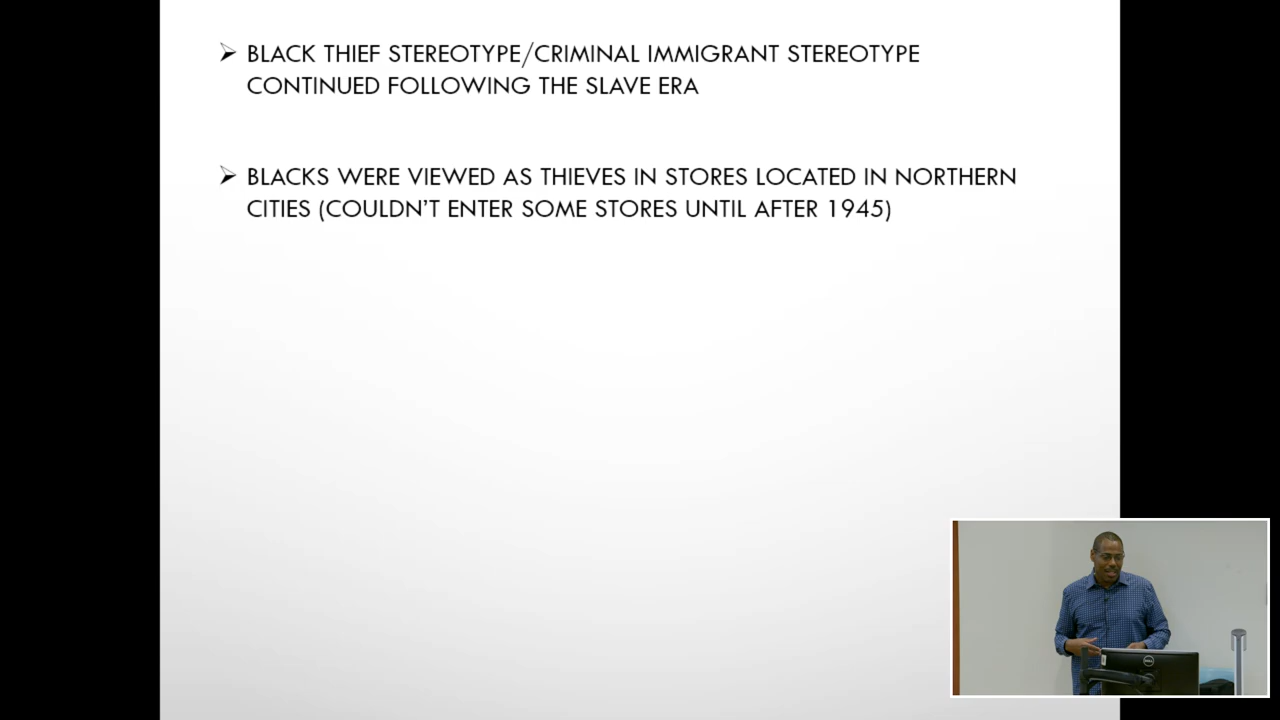 BLACK THIEF STEREOTYPE/CRIMINAL IMMIGRANT STEREOTYPE
CONTINUED FOLLOWING THE SLAVE ERA
BLACKS WERE VIEWED AS THIEVES IN STORES LOCATED IN NORTHERN
CITIES (COULDN'T ENTER SOME STORES UNTIL AFTER 1945)
DELL